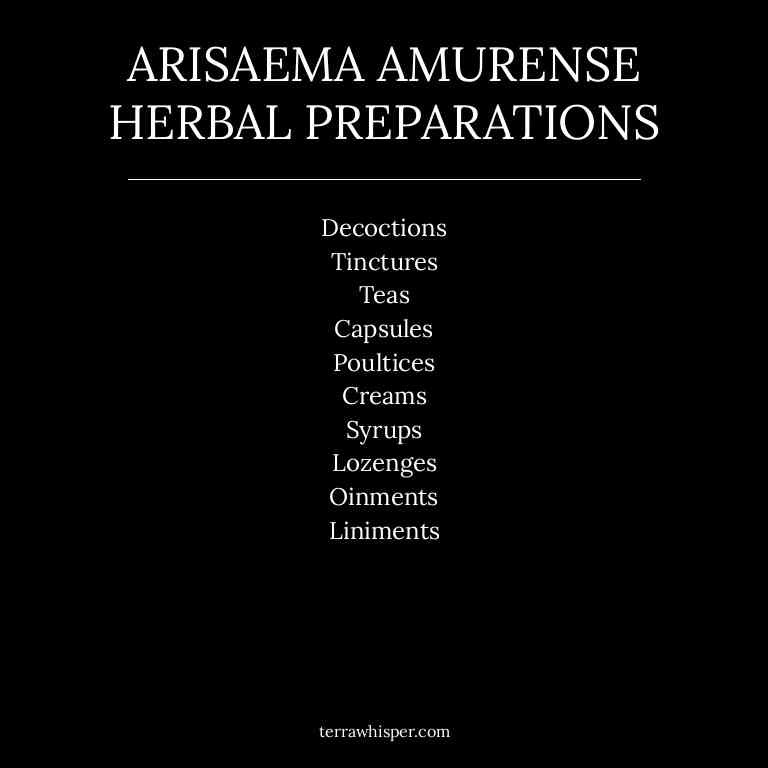 ARISAEMA AMURENSE
HERBAL PREPARATIONS
Decoctions
Tinctures
Teas
Capsules
Poultices
Creams
Syrups
Lozenges
Oinments
Liniments
terrawhisper.com